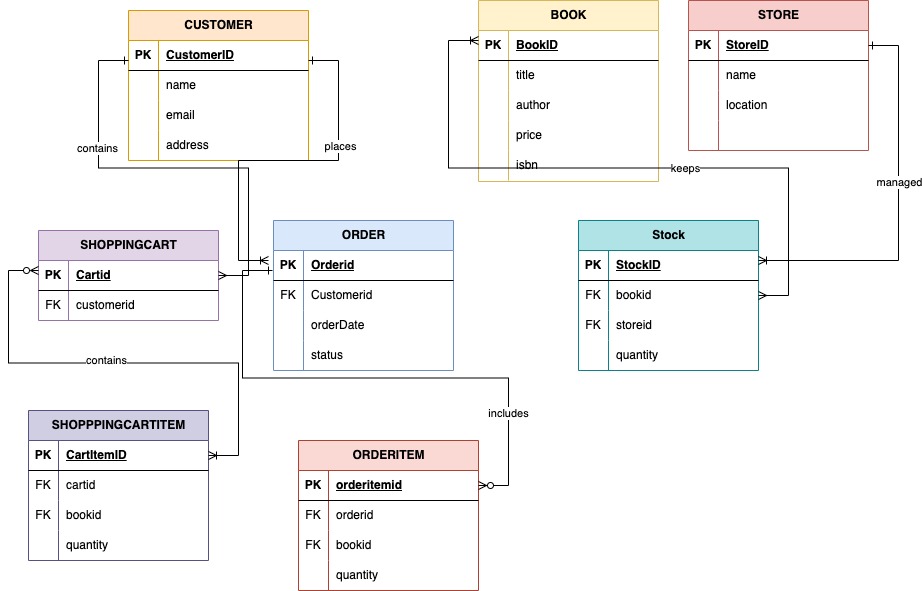 CUSTOMER
PK CustomerID
name
email
address
contains
places
BOOK
PK BookID
title
author
price
isbn
STORE
PK StoreID
name
location
keeps
managed
SHOPPINGCART
PK Cartid
FK customerid
ORDER
PK Orderid
FK Customerid
orderDate
status
Stock
PK StockID
FK bookid
FK storeid
quantity
contains
includes
SHOPPPINGCARTITEM
PK CartItemID
FK cartid
FK bookid
quantity
ORDERITEM
PK orderitemid
FK orderid
FK bookid
quantity